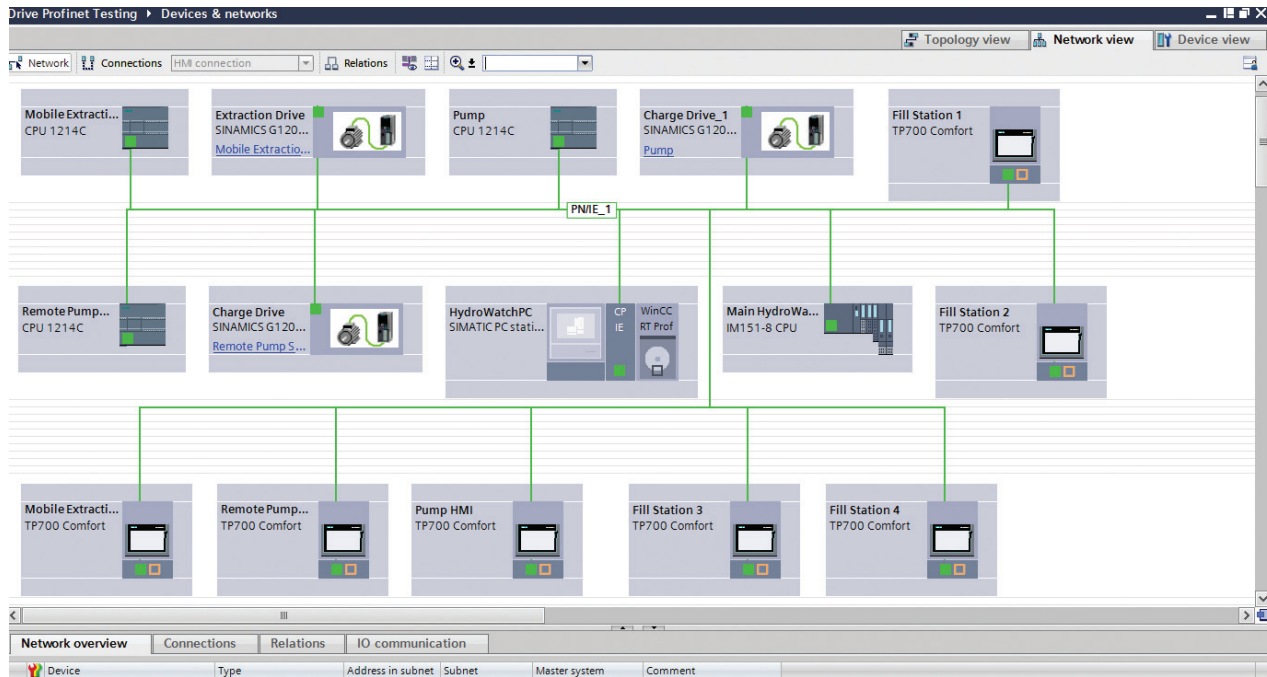 Drive Profinet Testing ▸ Devices & networks
Topology view Network view Device view
Network Connections HMI connection Relations
Mobile Extracti...
CPU 1214C
Extraction Drive
SINAMICS G120...
Mobile Extractio...
Pump
CPU 1214C
Charge Drive_1
SINAMICS G120...
Pump
Fill Station 1
TP700 Comfort
PN/IE_1
Remote Pump...
CPU 1214C
Charge Drive
SINAMICS G120...
Remote Pump S...
HydroWatchPC
SIMATIC PC stati...
CP
IE
WinCC
RT Prof
Main HydroWa...
IM151-8 CPU
Fill Station 2
TP700 Comfort
Mobile Extracti...
TP700 Comfort
Remote Pump...
TP700 Comfort
Pump HMI
TP700 Comfort
Fill Station 3
TP700 Comfort
Fill Station 4
TP700 Comfort
Network overview Connections Relations IO communication
Device Type Address in subnet Subnet Master system Comment